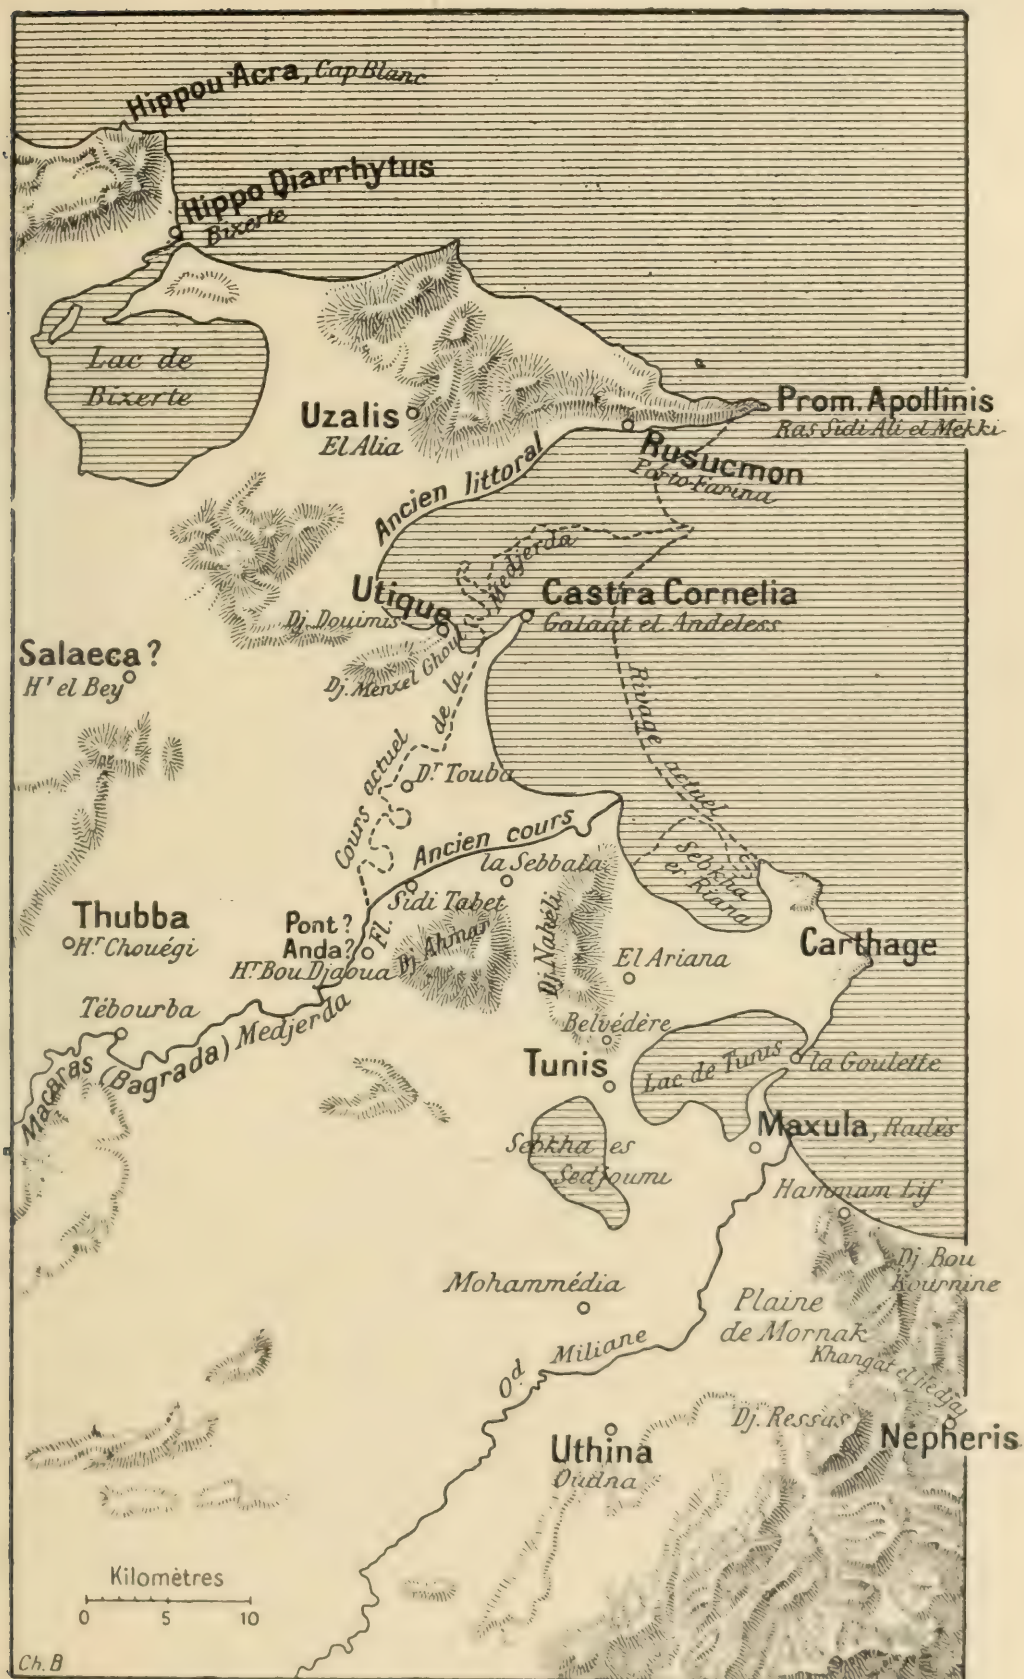 Hippou Acra, Cap Blanc
Hippo Diarrhytus
Bizerte
Lac de
Bizerte
Uzalis
El Alia
Prom. Apollinis
Ras Sidi Ali el Mekki
Rusucmon
Porto-Farina
Ancien littoral
Medjerda
Utique
Dj. Douimis
Castra Cornelia
Galaat el Andeless
Dj. Menzel Ghoul
Salaeca ?
Hr el Bey
Rivage actuel
Cours actuel de la
Dr Touba
Ancien cours
la Sebbala
Sidi Tabet
Sebkha
er Riana
Thubba
Hr Chouégi
Pont ?
Anda ?
Hr Bou Djaoua
Fl.
Dj. Ahmar
Dj. Nahéli
El Ariana
Carthage
Tébourba
Macaras (Bagrada) Medjerda
Belvédère
Tunis
Lac de Tunis
la Goulette
Maxula, Radès
Sebkha es
Sedjoumi
Hammam Lif
Dj. Bou
Kournine
Mohammédia
Plaine
de Mornak
Khangat el Hedjaj
Od Miliane
Dj. Ressas
Népheris
Uthina
Oudna
Kilomètres
0 5 10
Ch. B